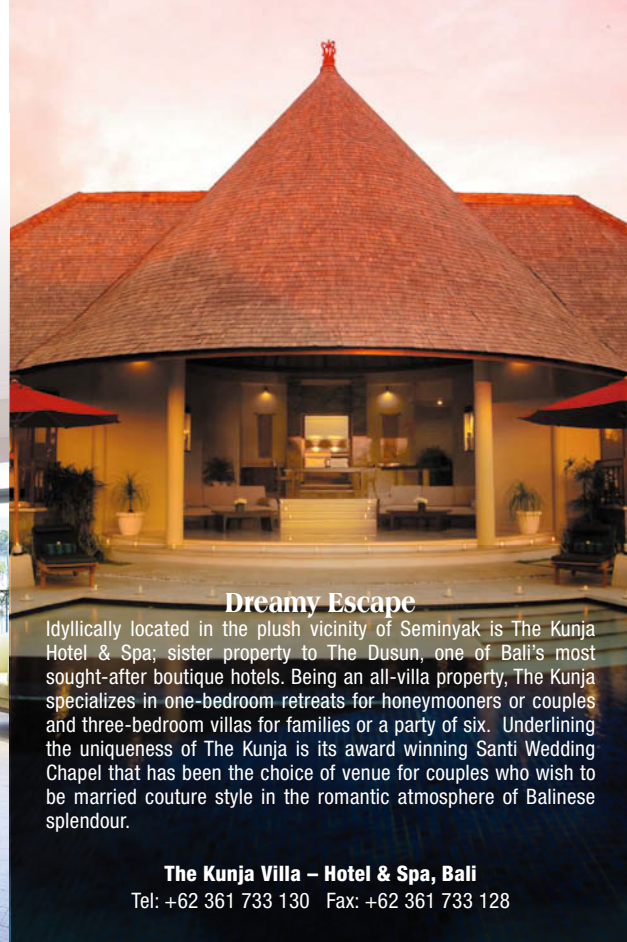 Dreamy Escape
Idyllically located in the plush vicinity of Seminyak is The Kunja
Hotel & Spa; sister property to The Dusun, one of Bali’s most
sought-after boutique hotels. Being an all-villa property, The Kunja
specializes in one-bedroom retreats for honeymooners or couples
and three-bedroom villas for families or a party of six.  Underlining
the uniqueness of The Kunja is its award winning Santi Wedding
Chapel that has been the choice of venue for couples who wish to
be married couture style in the romantic atmosphere of Balinese
splendour.
The Kunja Villa – Hotel & Spa, Bali
Tel: +62 361 733 130   Fax: +62 361 733 128